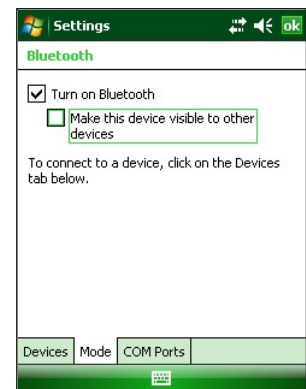 Settings
ok
Bluetooth
Turn on Bluetooth
Make this device visible to other
devices
To connect to a device, click on the Devices
tab below.
Devices Mode COM Ports